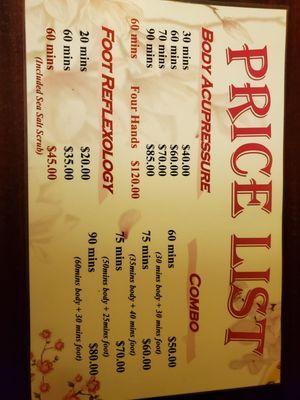 PRICE LIST
BODY ACUPRESSURE
30 mins $40.00
60 mins $60.00
70 mins $70.00
90 mins $85.00
60 mins Four Hands $120.00
FOOT REFLEXOLOGY
20 mins $20.00
60 mins $35.00
60 mins $45.00
(Included Sea Salt Scrub)
COMBO
60 mins $50.00
(30 mins body + 30 mins foot)
75 mins $60.00
(35mins body + 40 mins foot)
75 mins $70.00
(50mins body + 25mins foot)
90 mins $80.00
(60mins body + 30 mins foot)